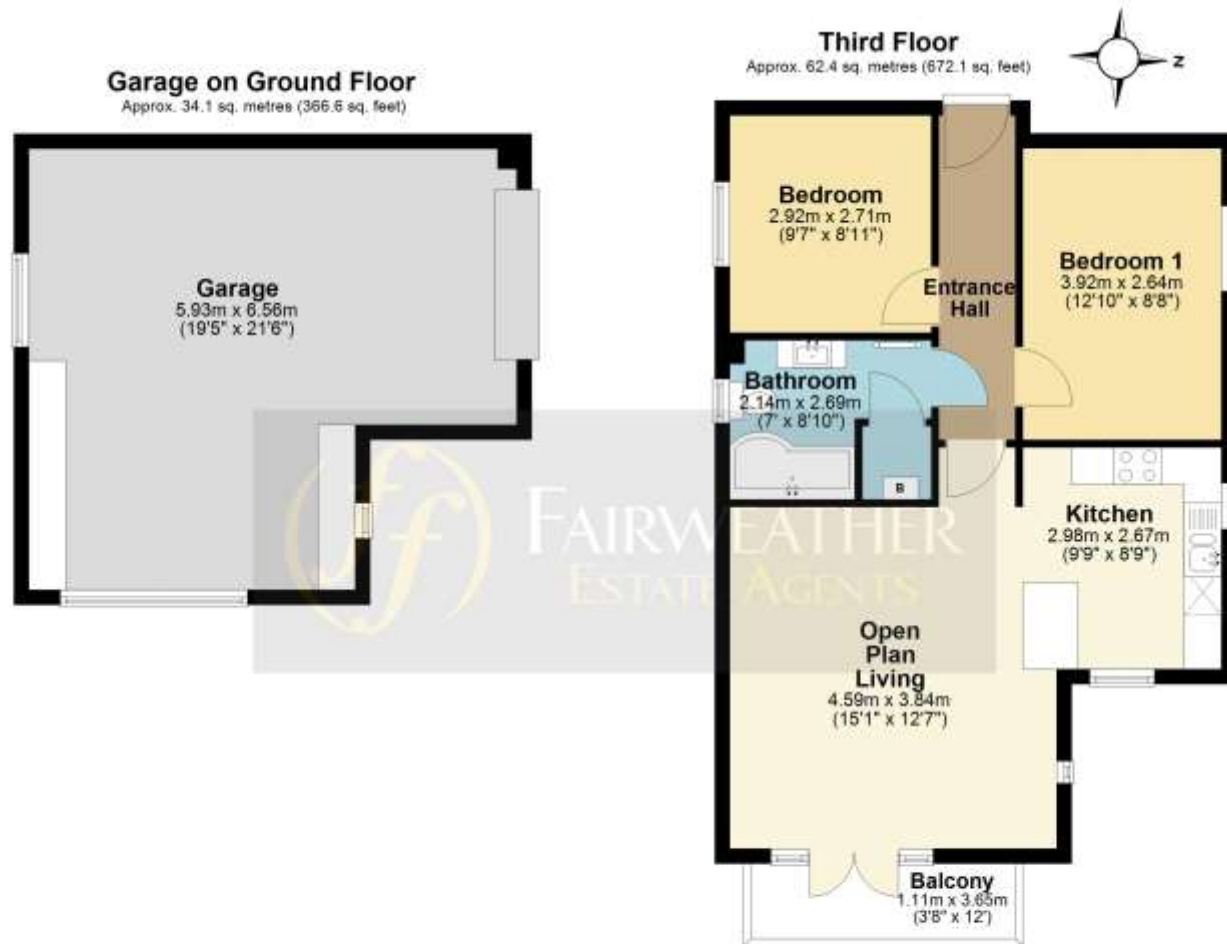 Garage on Ground Floor
Approx. 34.1 sq. metres (366.6 sq. feet)
Garage
5.93m x 6.56m
(19'5" x 21'6")
Third Floor
Approx. 62.4 sq. metres (672.1 sq. feet)
N
Bedroom
2.92m x 2.71m
(9'7" x 8'11")
Entrance
Hall
Bedroom 1
3.92m x 2.64m
(12'10" x 8'8")
Bathroom
2.14m x 2.69m
(7' x 8'10")
B
Kitchen
2.98m x 2.67m
(9'9" x 8'9")
Open
Plan
Living
4.59m x 3.84m
(15'1" x 12'7")
Balcony
1.11m x 3.65m
(3'8" x 12')
ff FAIRWEATHER
ESTATE AGENTS